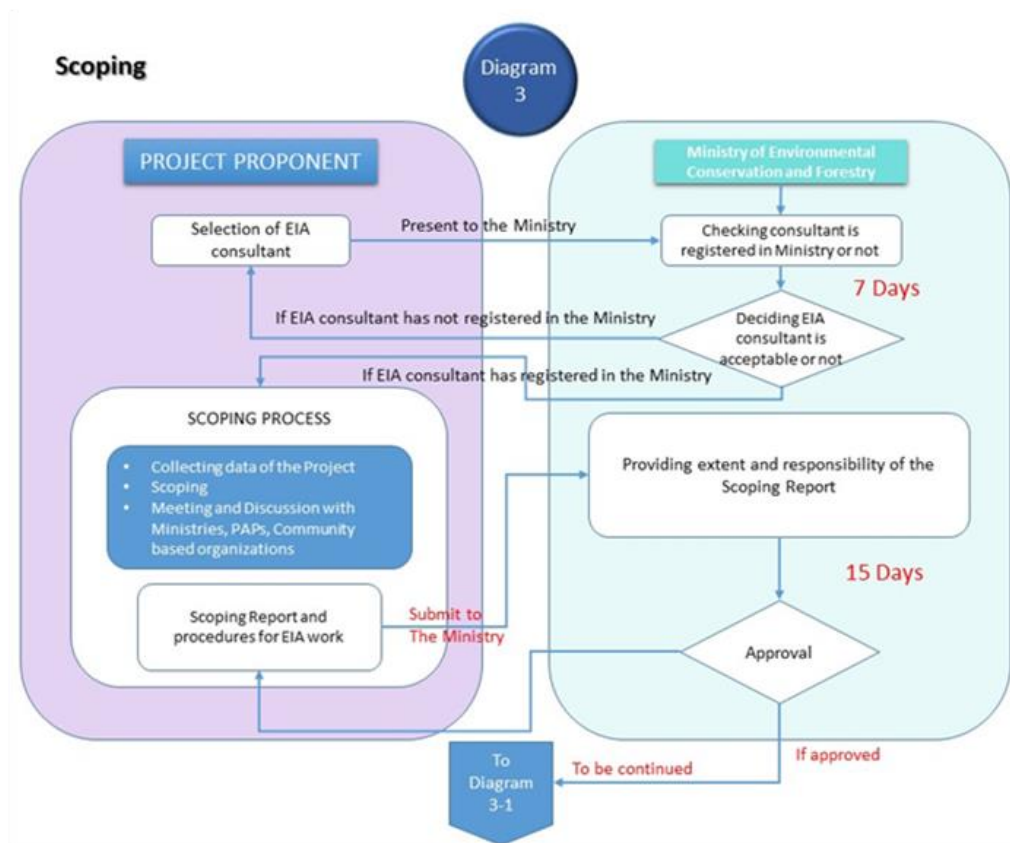 Scoping
Diagram
3
PROJECT PROPONENT
Ministry of Environmental
Conservation and Forestry
Selection of EIA
consultant
Present to the Ministry
Checking consultant is
registered in Ministry or not
7 Days
If EIA consultant has not registered in the Ministry
Deciding EIA
consultant is
acceptable or not
If EIA consultant has registered in the Ministry
SCOPING PROCESS
• Collecting data of the Project
• Scoping
• Meeting and Discussion with
Ministries, PAPs, Community
based organizations
Providing extent and responsibility of the
Scoping Report
15 Days
Scoping Report and
procedures for EIA work
Submit to
The Ministry
Approval
If approved
To be continued
To
Diagram
3-1